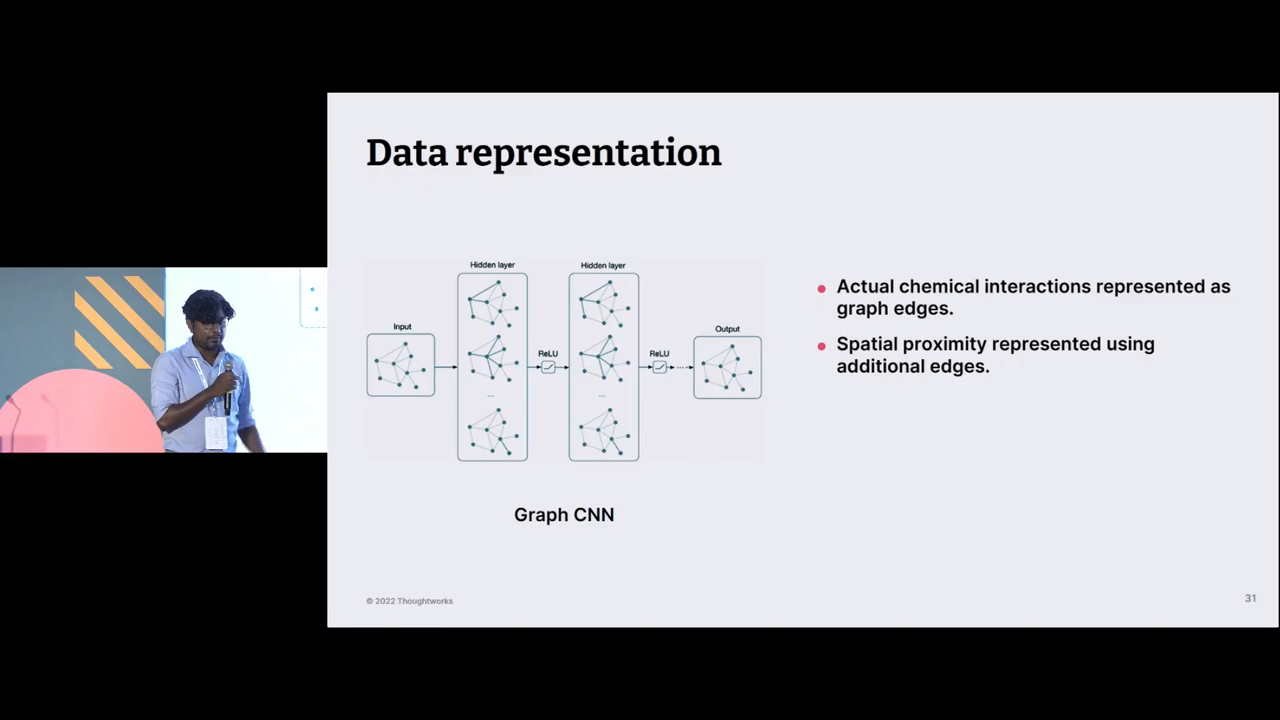 Data representation
Hidden layer
Hidden layer
Input
Output
ReLU
ReLU
...
...
...
Graph CNN
Actual chemical interactions represented as
graph edges.
Spatial proximity represented using
additional edges.
© 2022 Thoughtworks
31